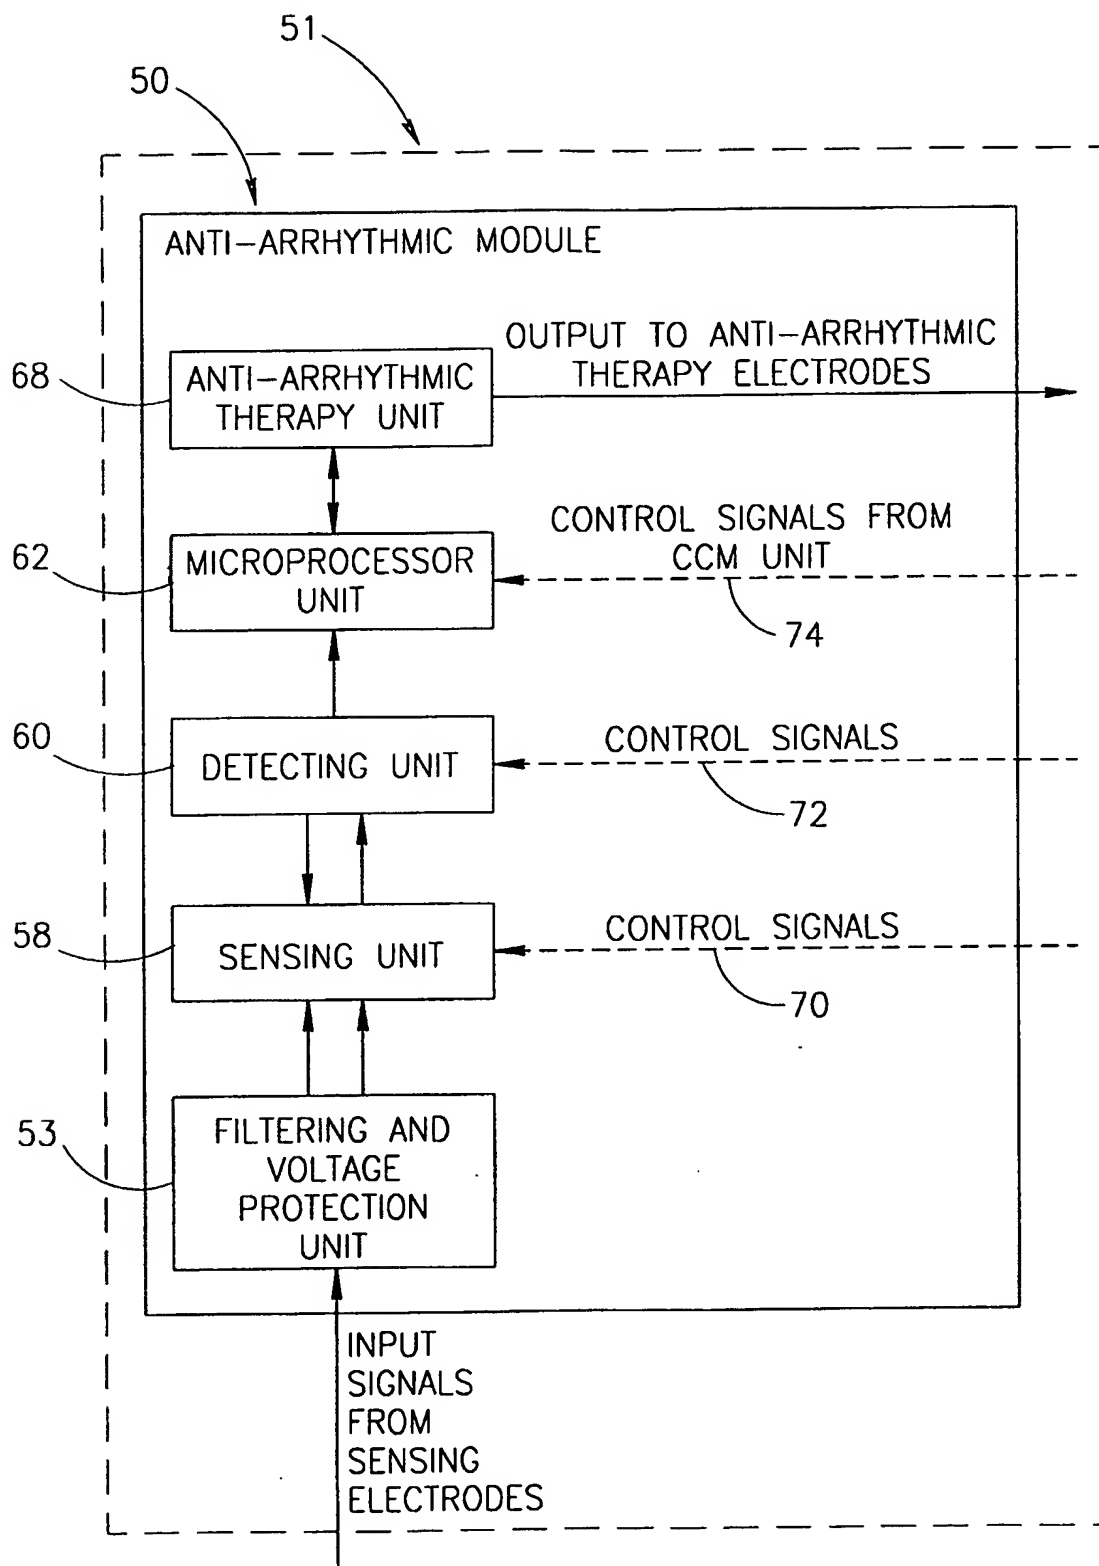 51
50
ANTI-ARRHYTHMIC MODULE
OUTPUT TO ANTI-ARRHYTHMIC
THERAPY ELECTRODES
68
ANTI-ARRHYTHMIC
THERAPY UNIT
CONTROL SIGNALS FROM
CCM UNIT
62
MICROPROCESSOR
UNIT
74
60
DETECTING UNIT
CONTROL SIGNALS
72
58
SENSING UNIT
CONTROL SIGNALS
70
53
FILTERING AND
VOLTAGE
PROTECTION
UNIT
INPUT
SIGNALS
FROM
SENSING
ELECTRODES